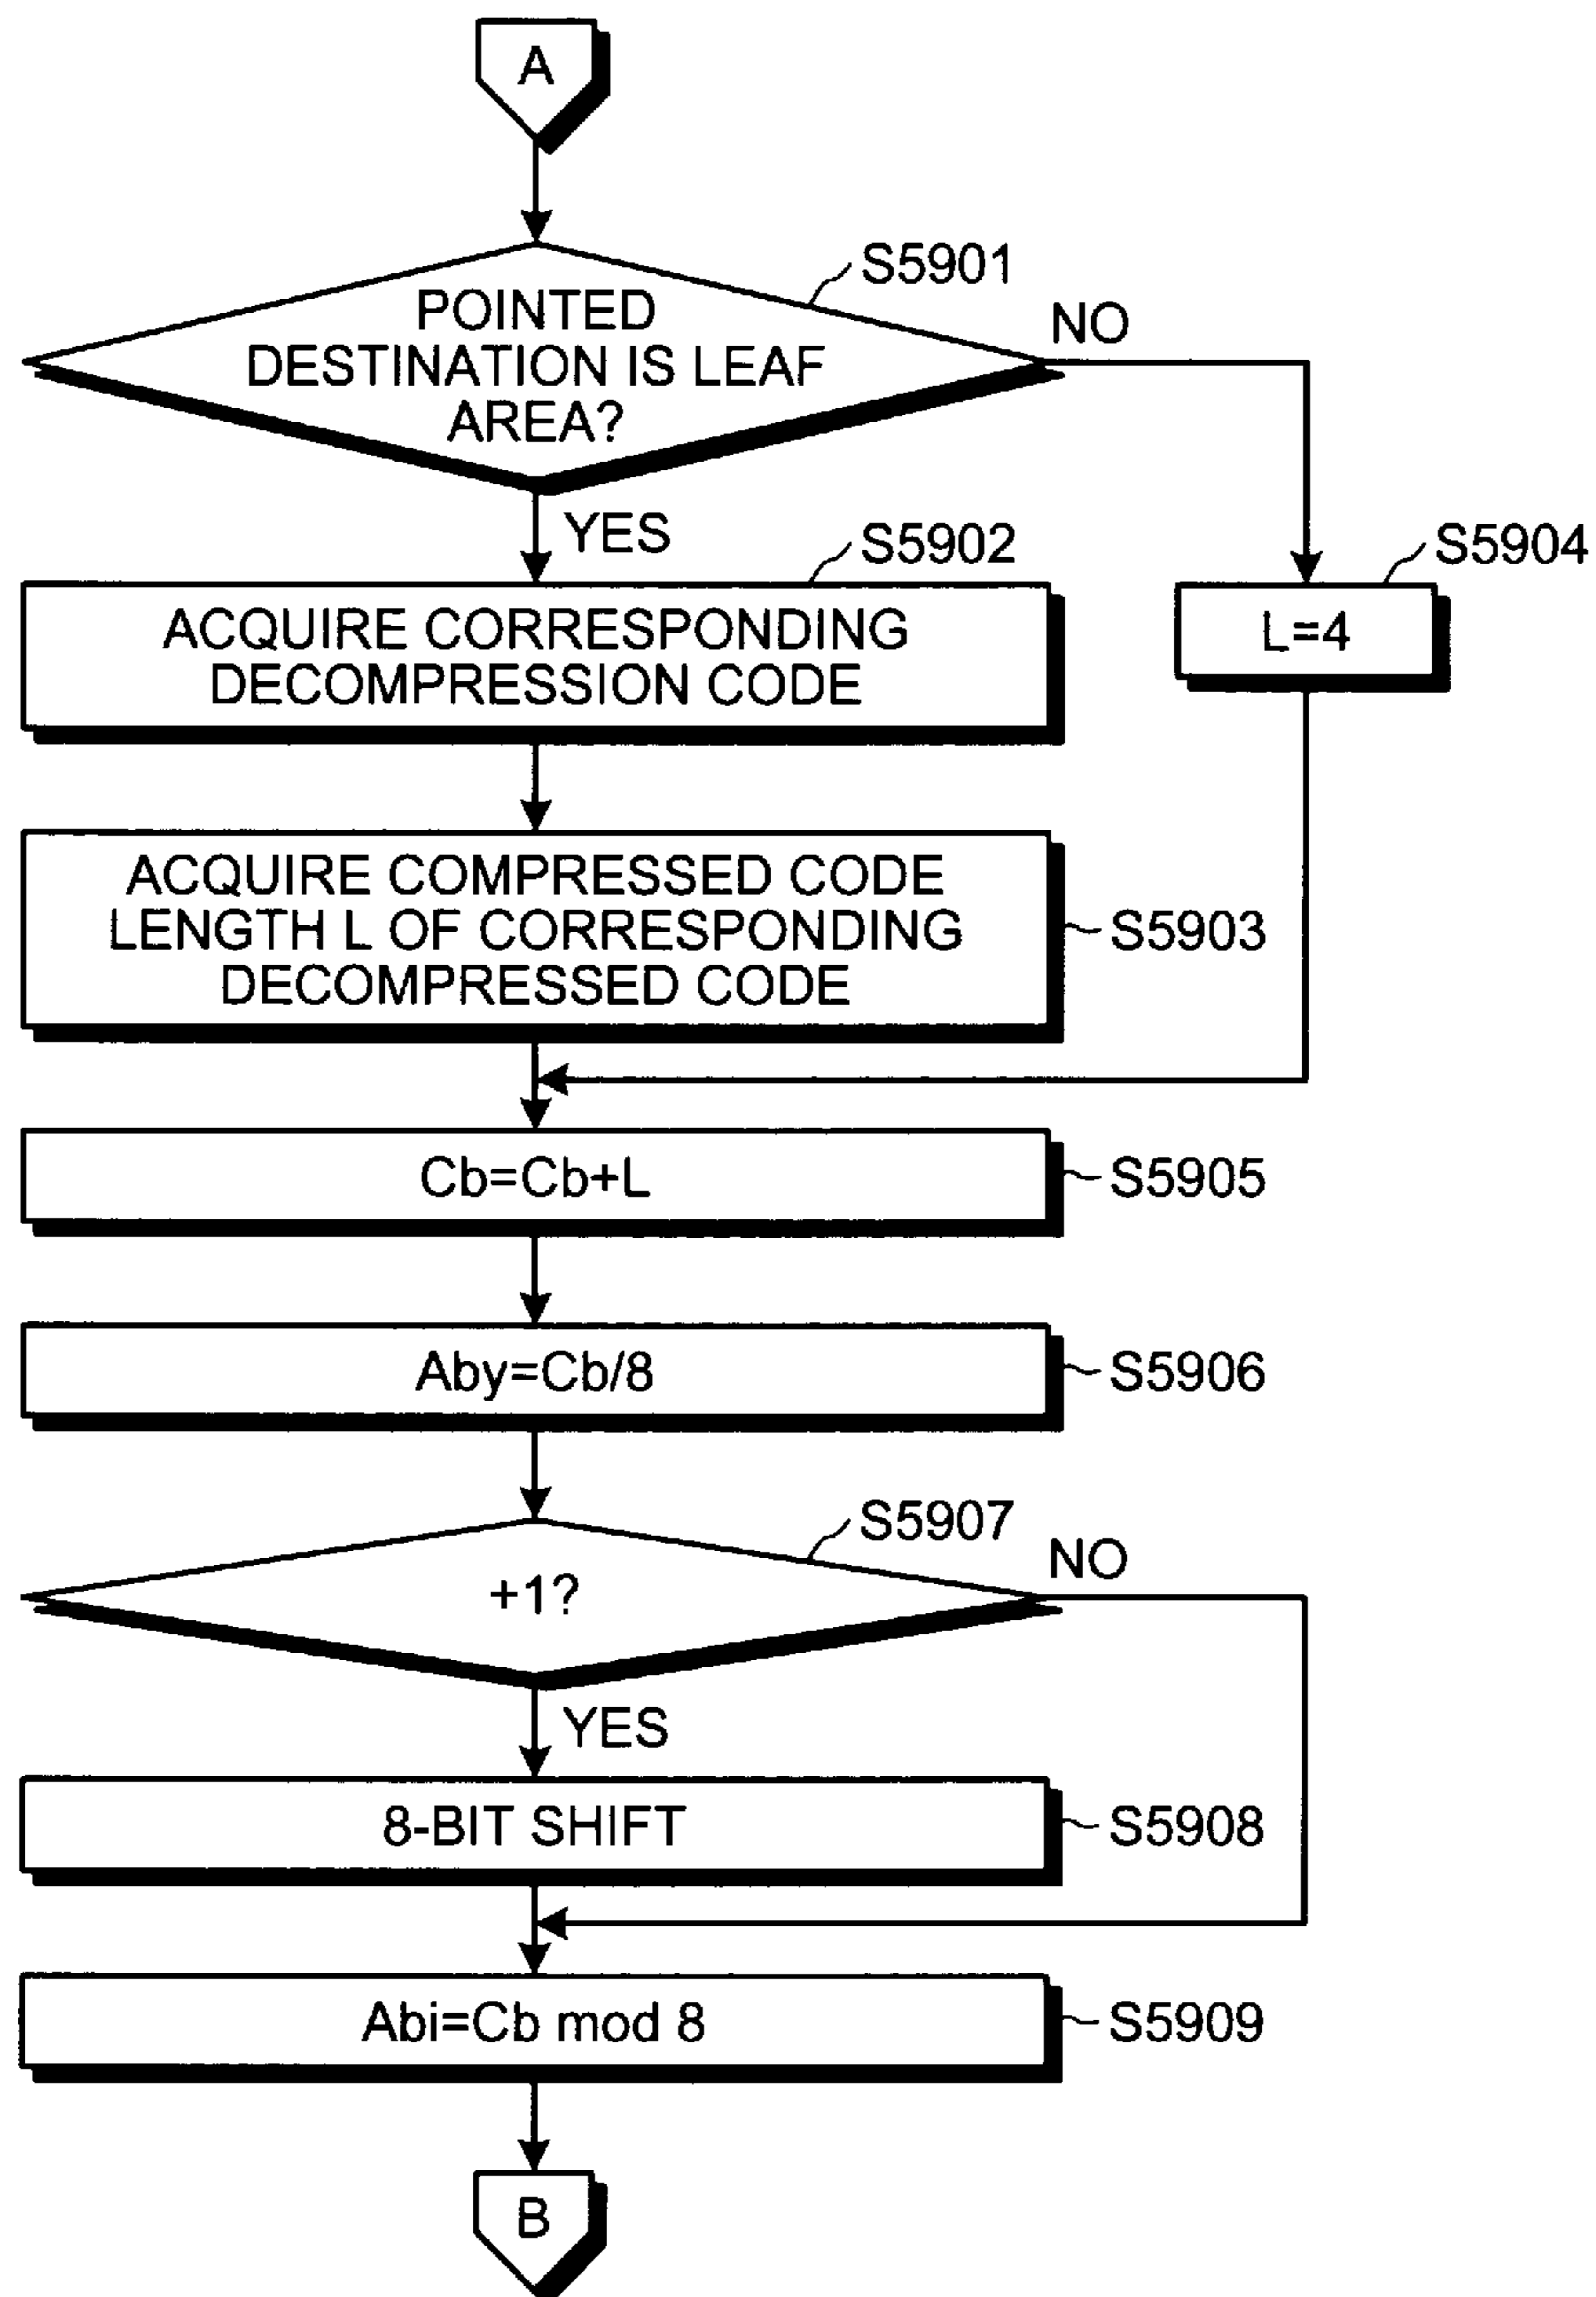 A
S5901
POINTED
DESTINATION IS LEAF
AREA?
NO
YES
S5902
ACQUIRE CORRESPONDING
DECOMPRESSION CODE
S5904
L=4
ACQUIRE COMPRESSED CODE
LENGTH L OF CORRESPONDING
DECOMPRESSED CODE
S5903
Cb=Cb+L
S5905
Aby=Cb/8
S5906
S5907
+1?
NO
YES
8-BIT SHIFT
S5908
Abi=Cb mod 8
S5909
B